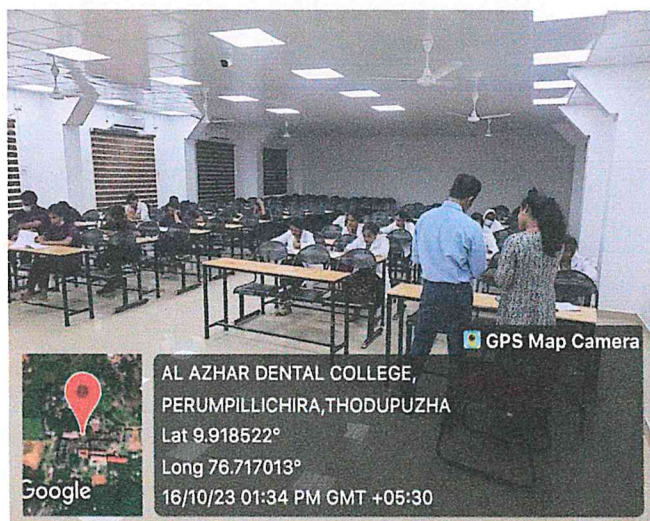 GPS Map Camera
AL AZHAR DENTAL COLLEGE,
PERUMPILLICHIRA,THODUPUZHA
Lat 9.918522°
Long 76.717013°
16/10/23 01:34 PM GMT +05:30
Google